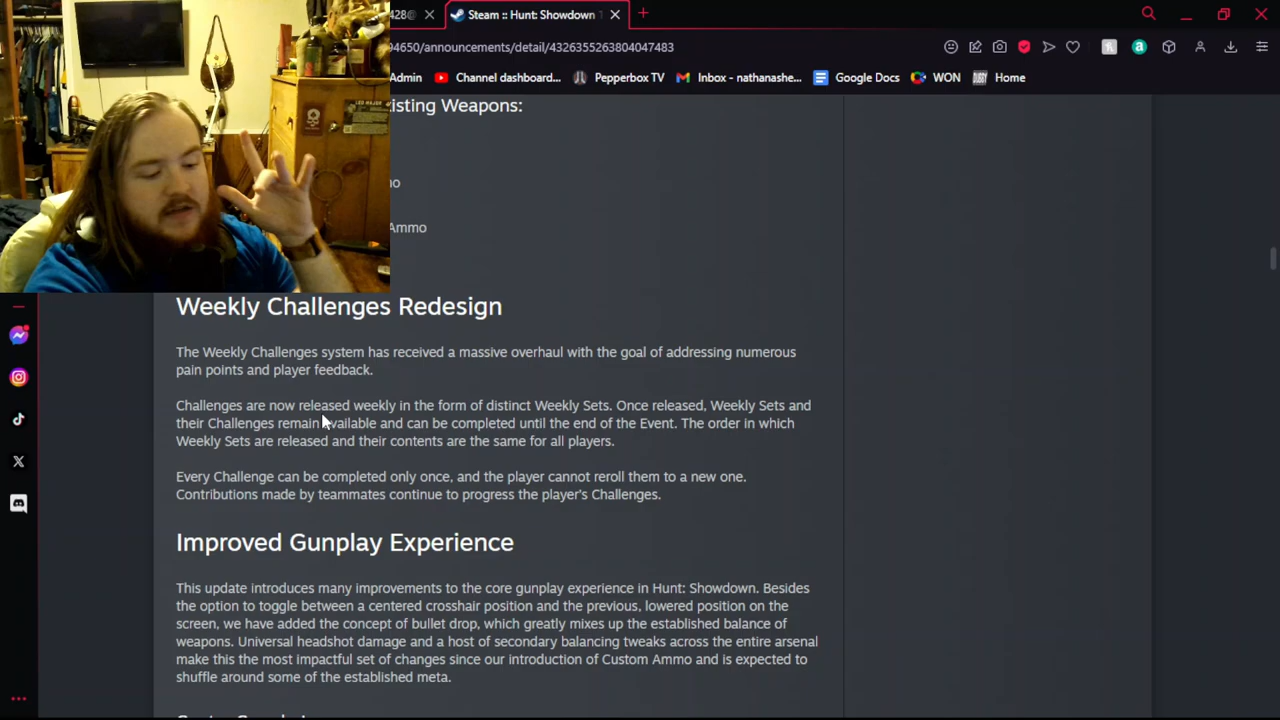 428@
Steam :: Hunt: Showdown 1
94650/announcements/detail/4326355263804047483
Admin
Channel dashboard...
Pepperbox TV
Inbox - nathanashe...
Google Docs
WON
Home
isting Weapons:
no
Ammo
Weekly Challenges Redesign
The Weekly Challenges system has received a massive overhaul with the goal of addressing numerous
pain points and player feedback.
Challenges are now released weekly in the form of distinct Weekly Sets. Once released, Weekly Sets and
their Challenges remain available and can be completed until the end of the Event. The order in which
Weekly Sets are released and their contents are the same for all players.
Every Challenge can be completed only once, and the player cannot reroll them to a new one.
Contributions made by teammates continue to progress the player's Challenges.
Improved Gunplay Experience
This update introduces many improvements to the core gunplay experience in Hunt: Showdown. Besides
the option to toggle between a centered crosshair position and the previous, lowered position on the
screen, we have added the concept of bullet drop, which greatly mixes up the established balance of
weapons. Universal headshot damage and a host of secondary balancing tweaks across the entire arsenal
make this the most impactful set of changes since our introduction of Custom Ammo and is expected to
shuffle around some of the established meta.